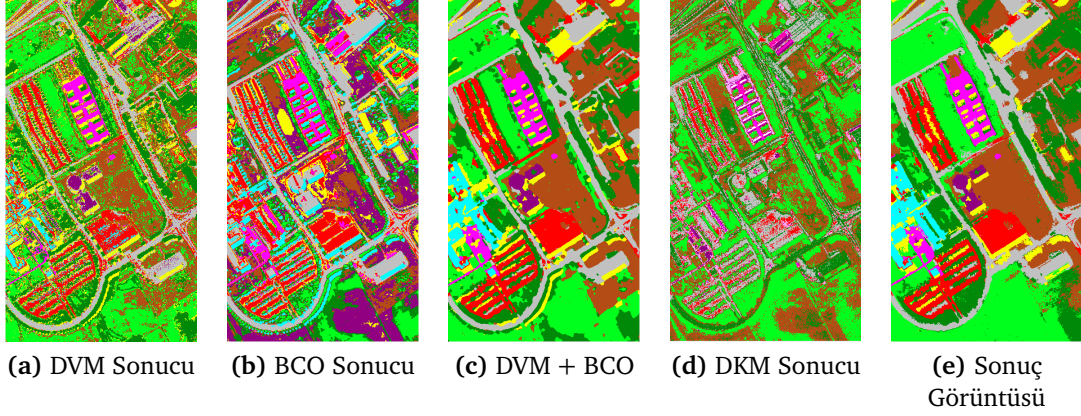 (a) DVM Sonucu
(b) BCO Sonucu
(c) DVM + BCO
(d) DKM Sonucu
(e) Sonuç
Görüntüsü